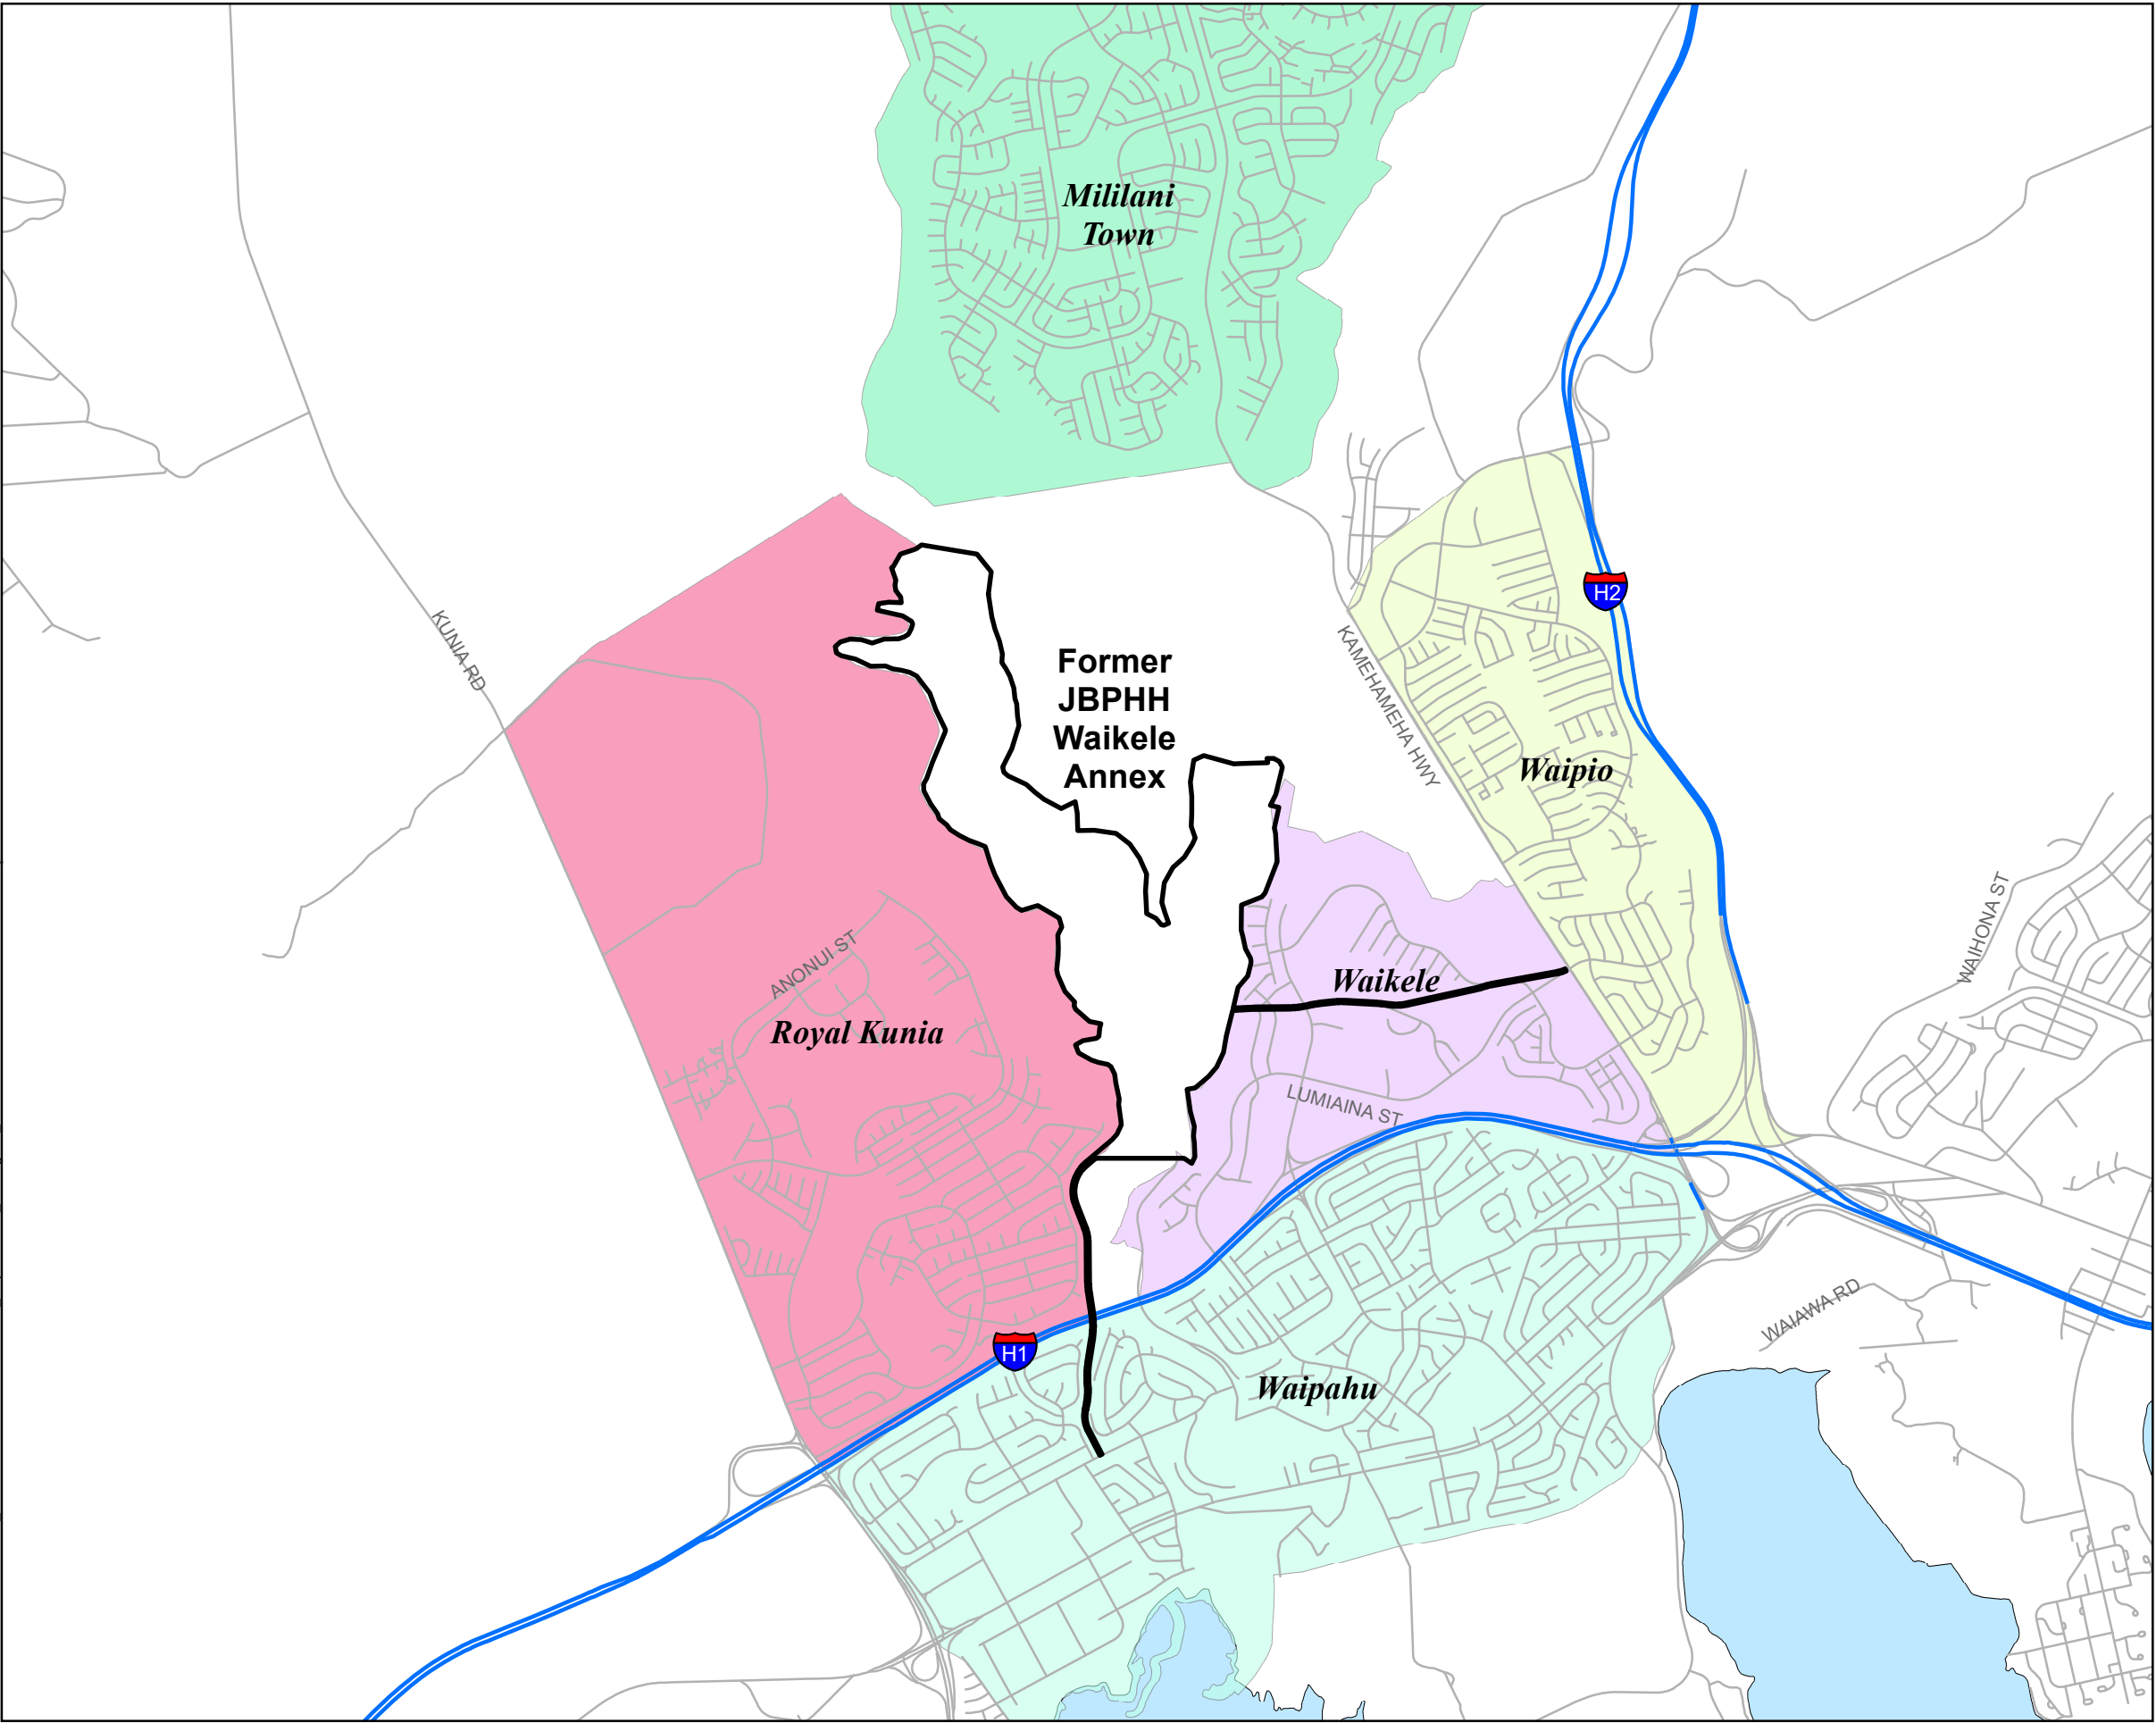 Mililani
Town
H2
KUNIA RD
Former
JBPHH
Waikele
Annex
KAMEHAMEHA HWY
Waipio
WAIHONA ST
ANONUI ST
Waikele
Royal Kunia
LUMIAINA ST
WAIAWA RD
H1
Waipahu